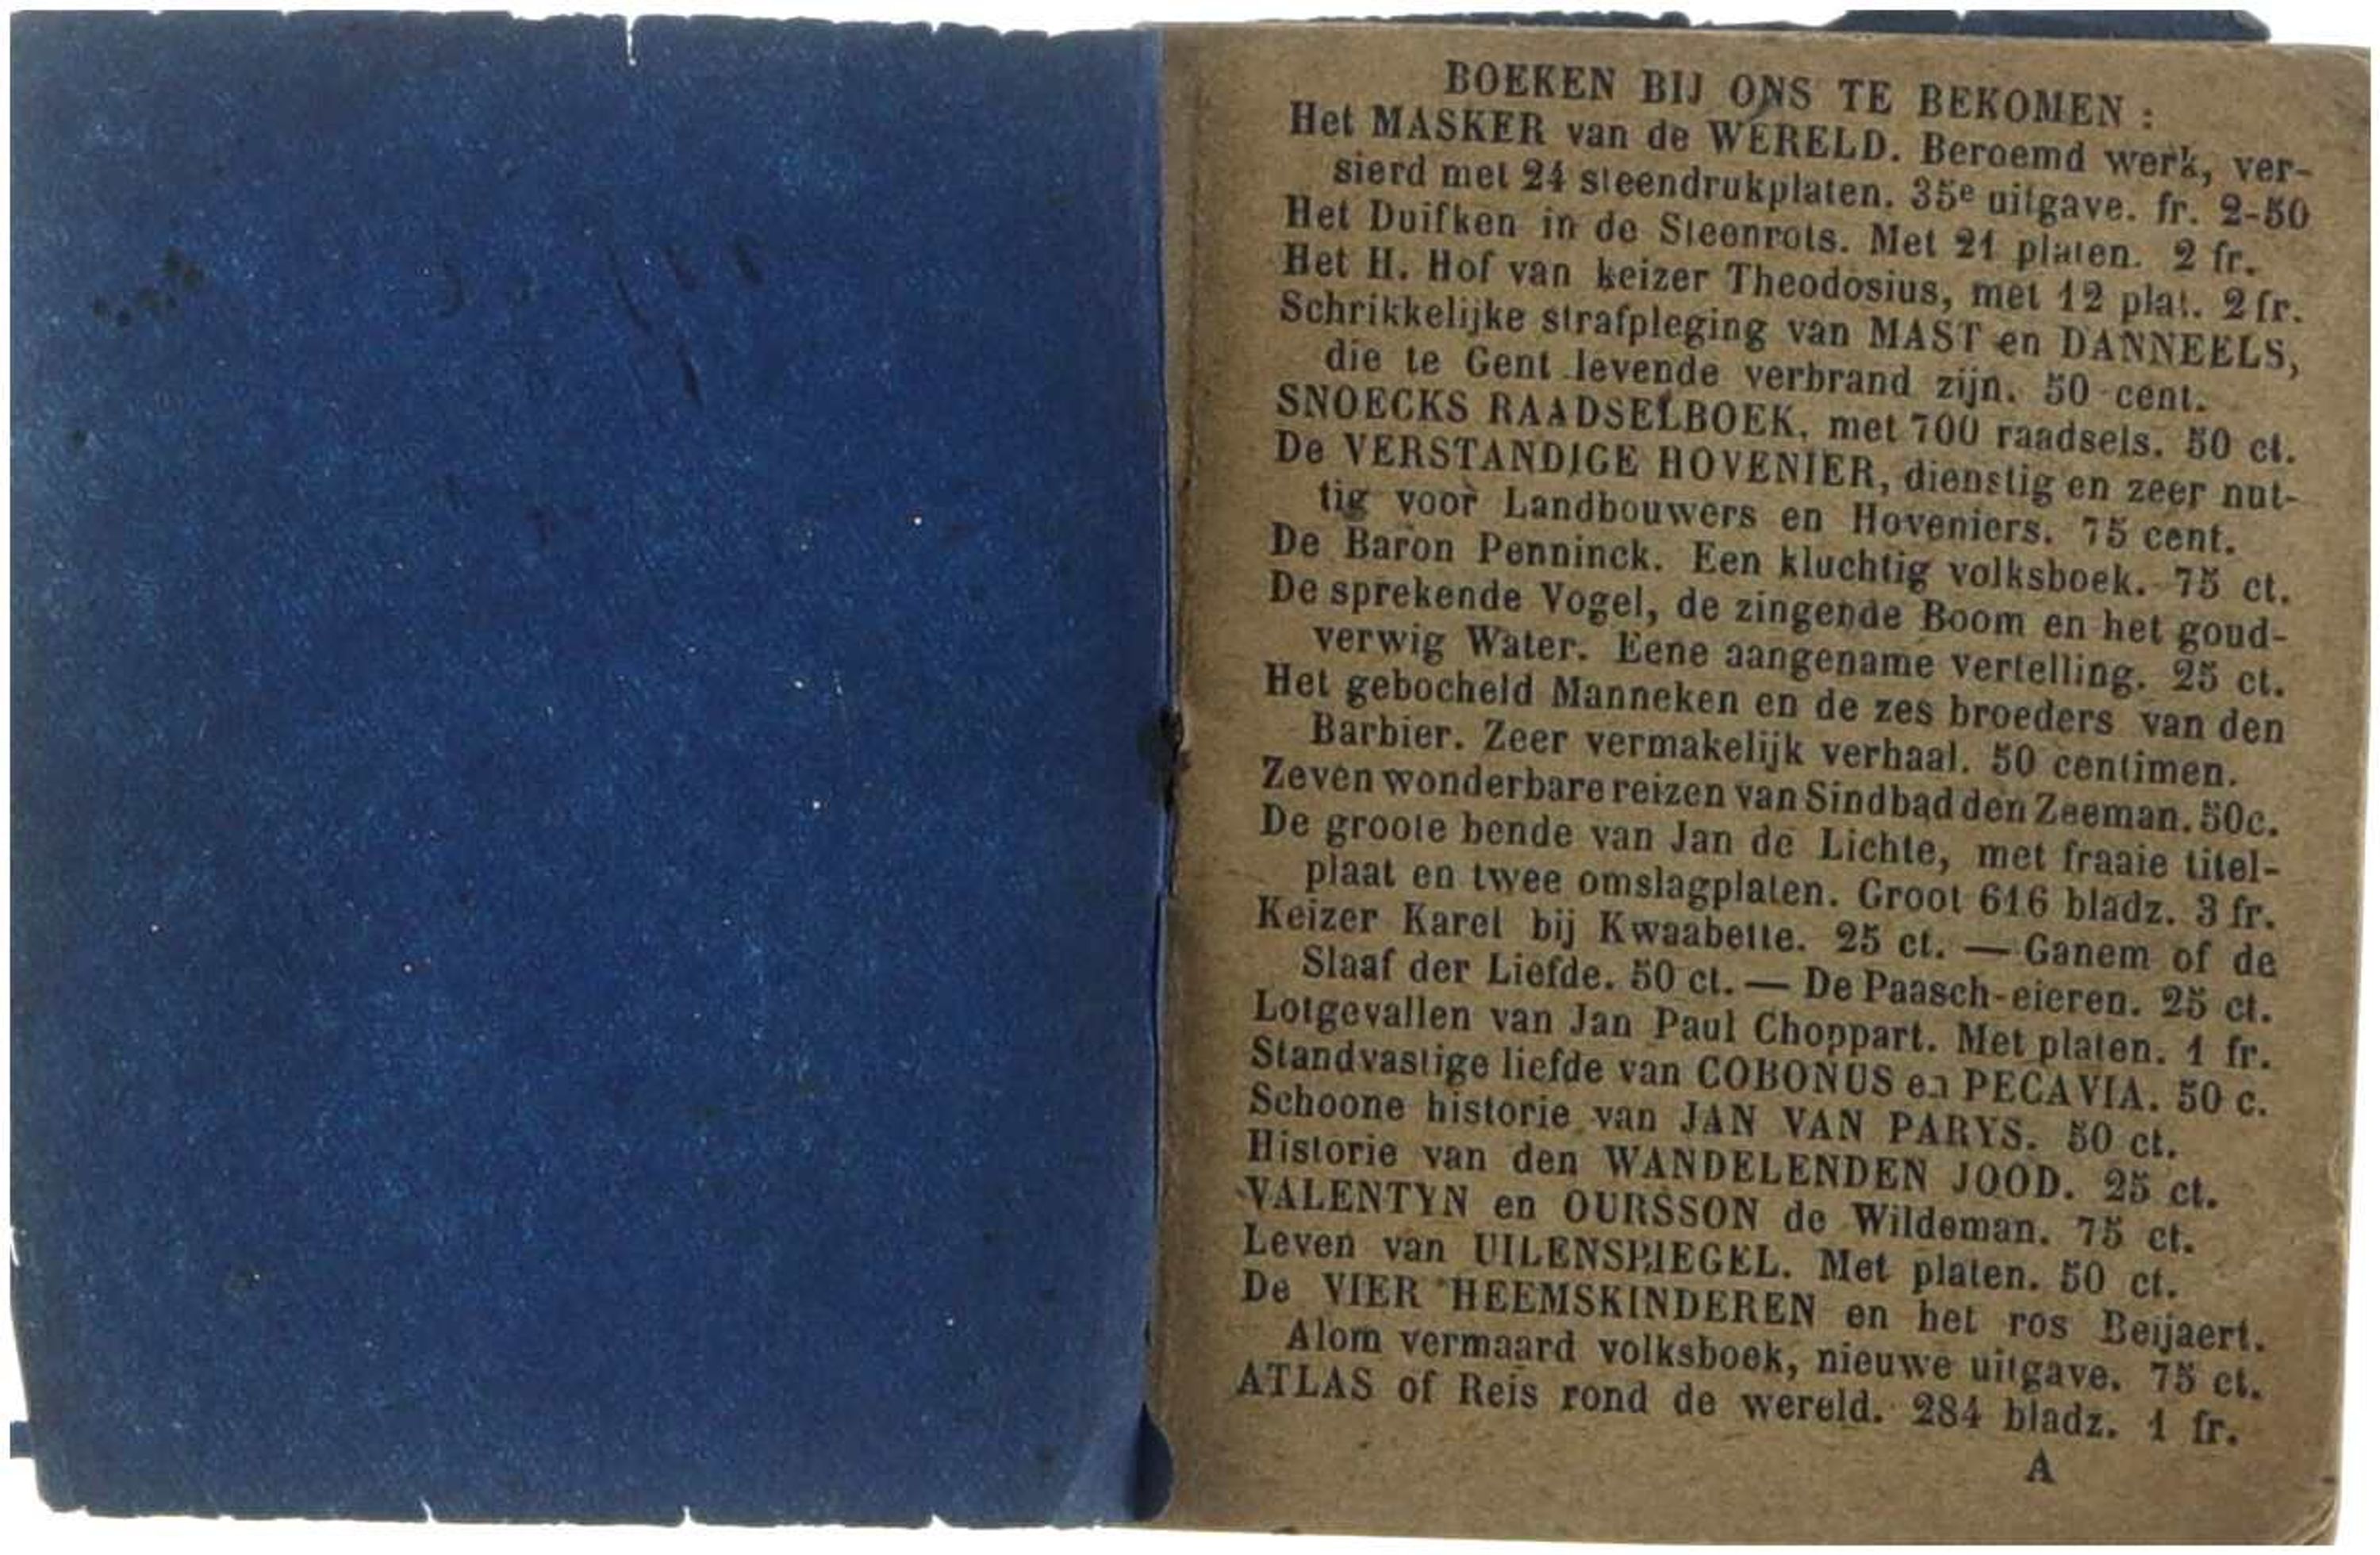 BOEKEN BIJ ONS TE BEKOMEN :
Het MASKER van de WERELD. Beroemd werk, ver-
sierd met 24 steendrukplaten. 35e uitgave. fr. 2-50
Het Duifken in de Steenrots. Met 21 platen. 2 fr.
Het H. Hof van keizer Theodosius, met 12 plat. 2 fr.
Schrikkelijke strafpleging van MAST en DANNEELS,
die te Gent levende verbrand zijn. 50 cent.
SNOECKS RAADSELBOEK, met 700 raadsels. 50 ct.
De VERSTANDIGE HOVENIER, dienstig en zeer nut-
tig voor Landbouwers en Hoveniers. 75 cent.
De Baron Penninck. Een kluchtig volksboek. 75 ct.
De sprekende Vogel, de zingende Boom en het goud-
verwig Water. Eene aangename vertelling. 25 ct.
Het gebocheld Manneken en de zes broeders van den
Barbier. Zeer vermakelijk verhaal. 50 centimen.
Zeven wonderbare reizen van Sindbad den Zeeman. 50c.
De groote bende van Jan de Lichte, met fraaie titel-
plaat en twee omslagplaten. Groot 616 bladz. 3 fr.
Keizer Karel bij Kwaabette. 25 ct. — Ganem of de
Slaaf der Liefde. 50 ct. — De Paasch-eieren. 25 ct.
Lotgevallen van Jan Paul Choppart. Met platen. 1 fr.
Standvastige liefde van COBONUS en PECAVIA. 50 c.
Schoone historie van JAN VAN PARYS. 50 ct.
Historie van den WANDELENDEN JOOD. 25 ct.
VALENTYN en OURSSON de Wildeman. 75 ct.
Leven van UILENSPIEGEL. Met platen. 50 ct.
De VIER HEEMSKINDEREN en het ros Beijaert.
Alom vermaard volksboek, nieuwe uitgave. 75 ct.
ATLAS of Reis rond de wereld. 284 bladz. 1 fr.
A